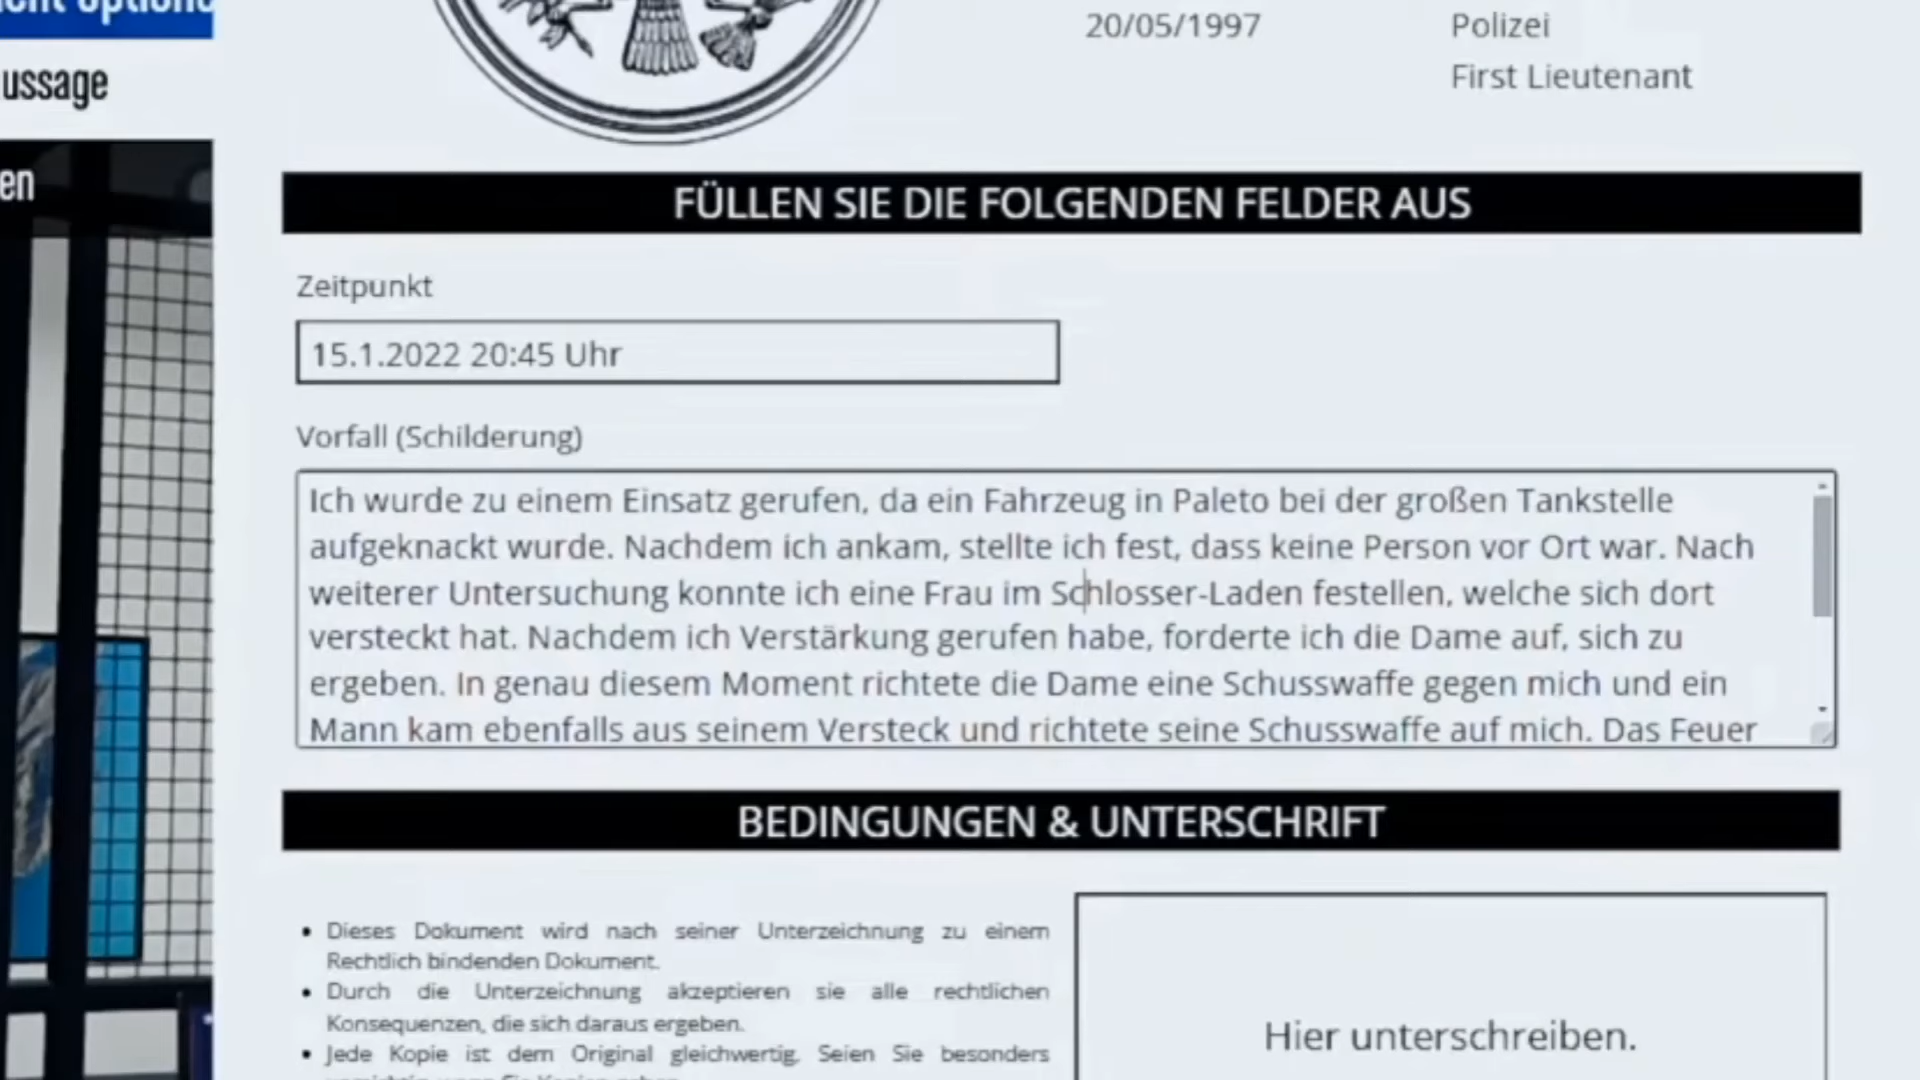 ussage
en
20/05/1997
Polizei
First Lieutenant
FÜLLEN SIE DIE FOLGENDEN FELDER AUS
Zeitpunkt
15.1.2022 20:45 Uhr
Vorfall (Schilderung)
Ich wurde zu einem Einsatz gerufen, da ein Fahrzeug in Paleto bei der großen Tankstelle
aufgeknackt wurde. Nachdem ich ankam, stellte ich fest, dass keine Person vor Ort war. Nach
weiterer Untersuchung konnte ich eine Frau im Schlosser-Laden festellen, welche sich dort
versteckt hat. Nachdem ich Verstärkung gerufen habe, forderte ich die Dame auf, sich zu
ergeben. In genau diesem Moment richtete die Dame eine Schusswaffe gegen mich und ein
Mann kam ebenfalls aus seinem Versteck und richtete seine Schusswaffe auf mich. Das Feuer
BEDINGUNGEN & UNTERSCHRIFT
• Dieses Dokument wird nach seiner Unterzeichnung zu einem
Rechtlich bindenden Dokument.
• Durch die Unterzeichnung akzeptieren sie alle rechtlichen
Konsequenzen, die sich daraus ergeben.
• Jede Kopie ist dem Original gleichwertig. Seien Sie besonders
Hier unterschreiben.